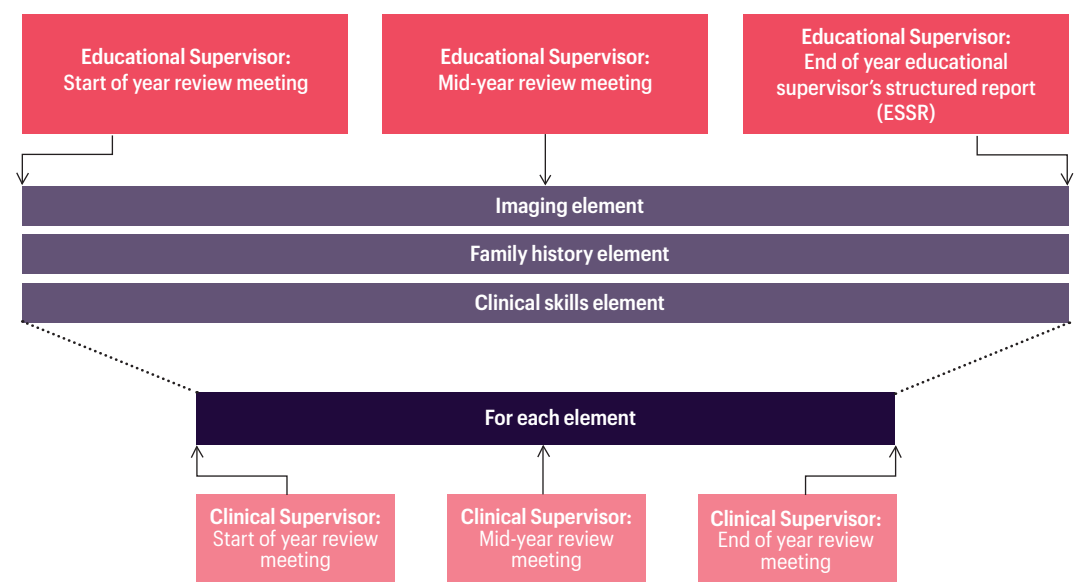 Educational Supervisor:
Start of year review meeting
Educational Supervisor:
Mid-year review meeting
Educational Supervisor:
End of year educational
supervisor’s structured report
(ESSR)
Imaging element
Family history element
Clinical skills element
For each element
Clinical Supervisor:
Start of year review
meeting
Clinical Supervisor:
Mid-year review
meeting
Clinical Supervisor:
End of year review
meeting